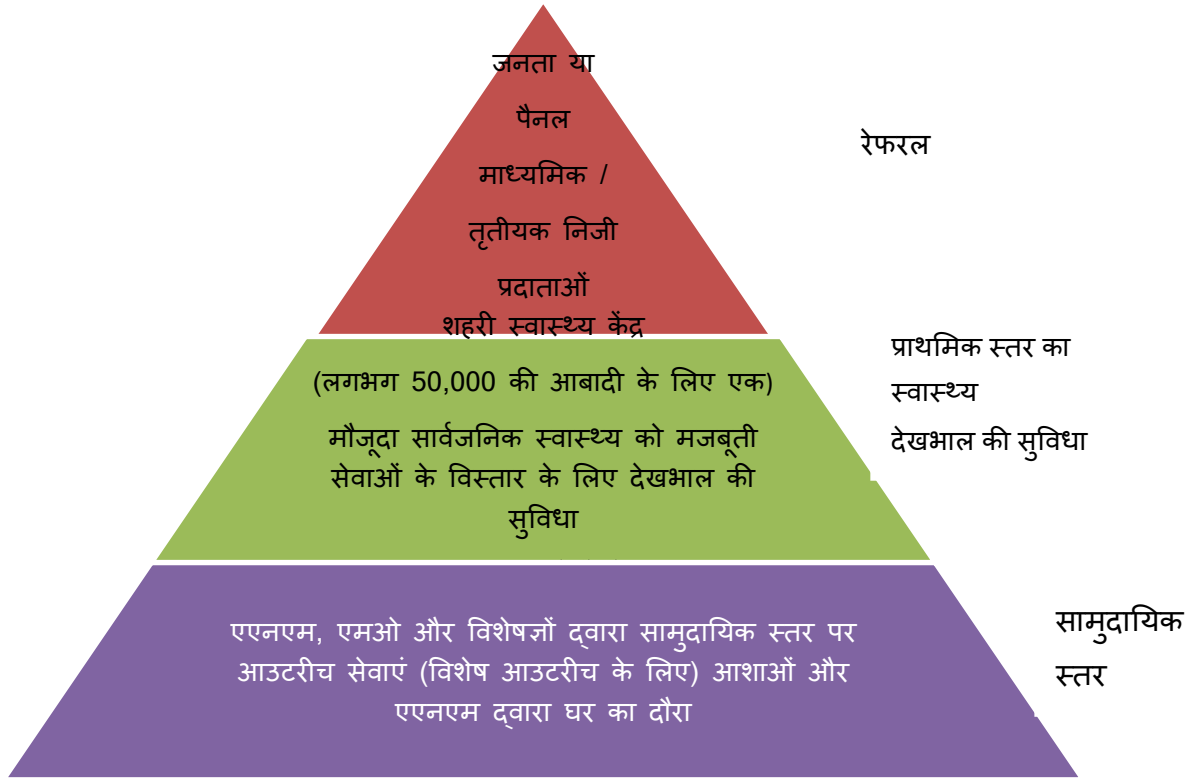 जनता या
पैनल
माध्यमिक /
तृतीयक निजी
प्रदाताओं
रेफरल
शहरी स्वास्थ्य केंद्र
(लगभग 50,000 की आबादी के लिए एक)
मौजूदा सार्वजनिक स्वास्थ्य को मजबूती
सेवाओं के विस्तार के लिए देखभाल की
सुविधा
प्राथमिक स्तर का
स्वास्थ्य
देखभाल की सुविधा
एएनएम, एमओ और विशेषज्ञों द्वारा सामुदायिक स्तर पर
आउटरीच सेवाएं (विशेष आउटरीच के लिए) आशाओं और
एएनएम द्वारा घर का दौरा
सामुदायिक
स्तर